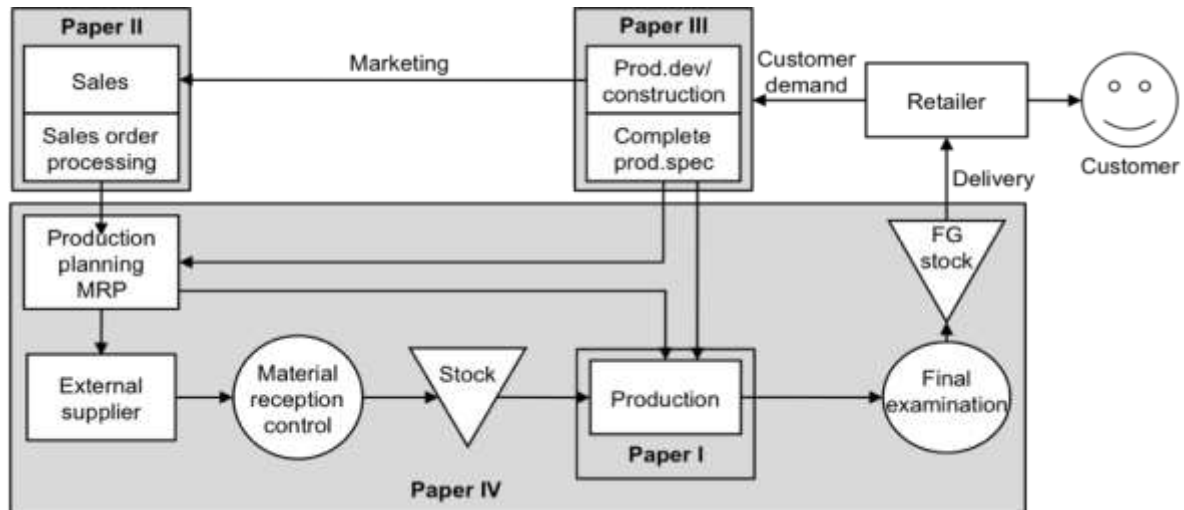 Paper II
Sales
Sales order
processing
Marketing
Paper III
Prod.dev/
construction
Complete
prod.spec
Customer
demand
Retailer
Customer
Delivery
Production
planning
MRP
FG
stock
External
supplier
Material
reception
control
Stock
Production
Paper I
Final
examination
Paper IV